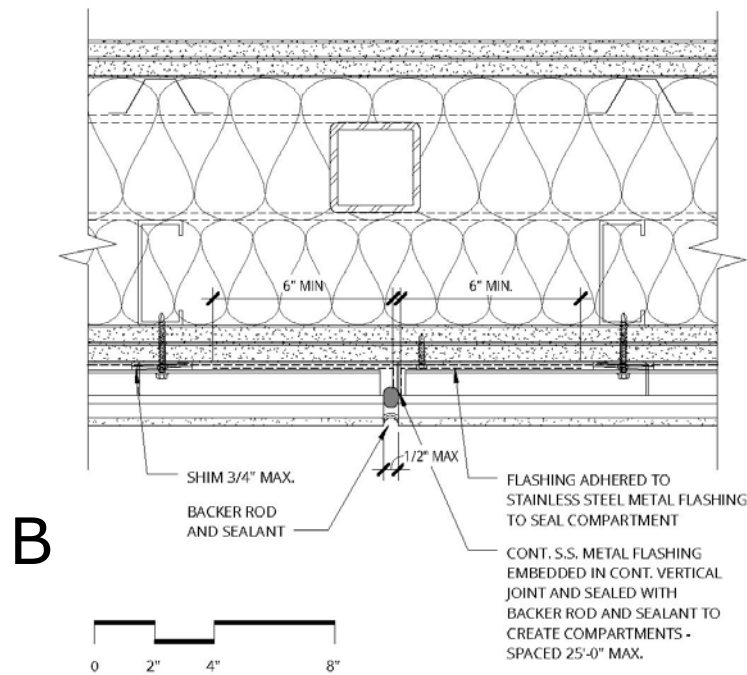 6" MIN
6" MIN.
1/2" MAX
SHIM 3/4" MAX.
BACKER ROD
AND SEALANT
FLASHING ADHERED TO
STAINLESS STEEL METAL FLASHING
TO SEAL COMPARTMENT
CONT. S.S. METAL FLASHING
EMBEDDED IN CONT. VERTICAL
JOINT AND SEALED WITH
BACKER ROD AND SEALANT TO
CREATE COMPARTMENTS -
SPACED 25'-0" MAX.
B
0 2" 4" 8"